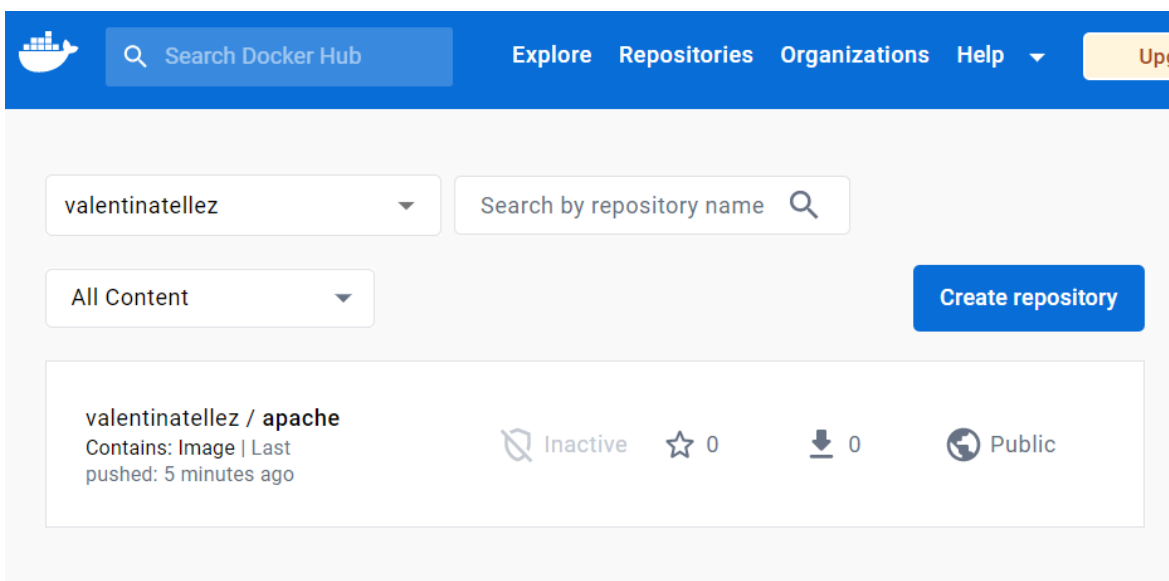 Search Docker Hub Explore Repositories Organizations Help
valentinatellez Search by repository name
All Content Create repository
valentinatellez / apache
Contains: Image | Last
pushed: 5 minutes ago
Inactive 0 0 Public